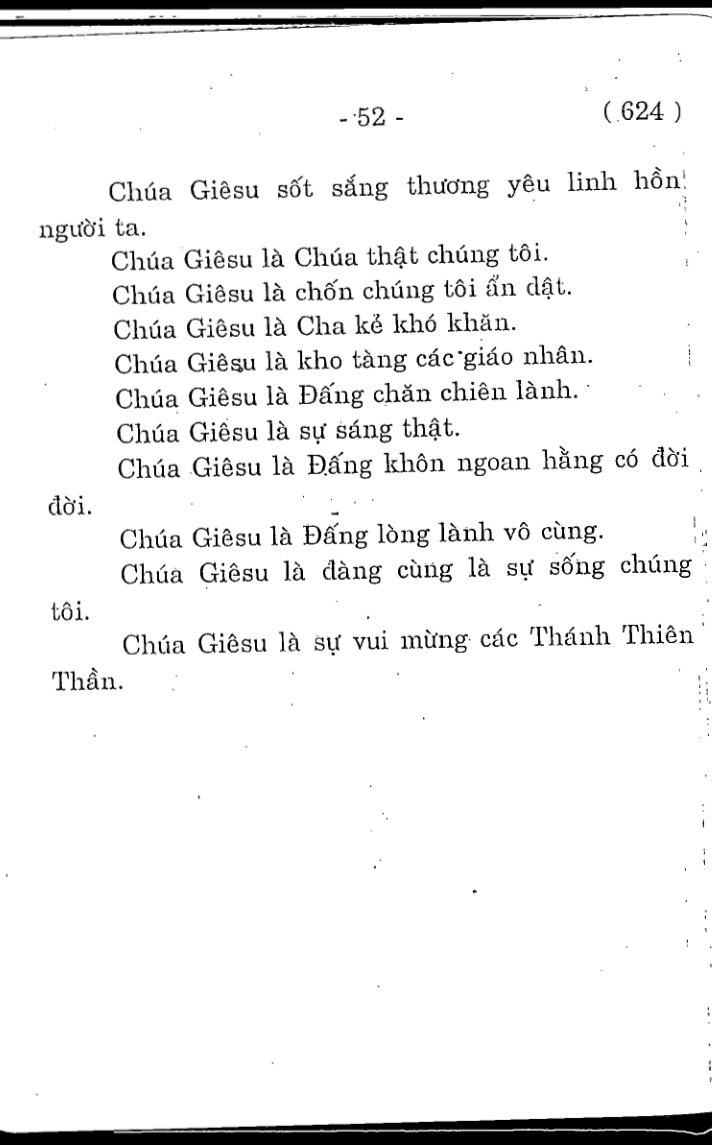 - 52 - ( 624 )
Chúa Giêsu sốt sắng thương yêu linh hồn
người ta.
Chúa Giêsu là Chúa thật chúng tôi.
Chúa Giêsu là chốn chúng tôi ẩn dật.
Chúa Giêsu là Cha kẻ khó khăn.
Chúa Giêsu là kho tàng các giáo nhân.
Chúa Giêsu là Đấng chăn chiên lành.
Chúa Giêsu là sự sáng thật.
Chúa Giêsu là Đấng khôn ngoan hằng có đời
đời.
Chúa Giêsu là Đấng lòng lành vô cùng.
Chúa Giêsu là đàng cùng là sự sống chúng
tôi.
Chúa Giêsu là sự vui mừng các Thánh Thiên
Thần.